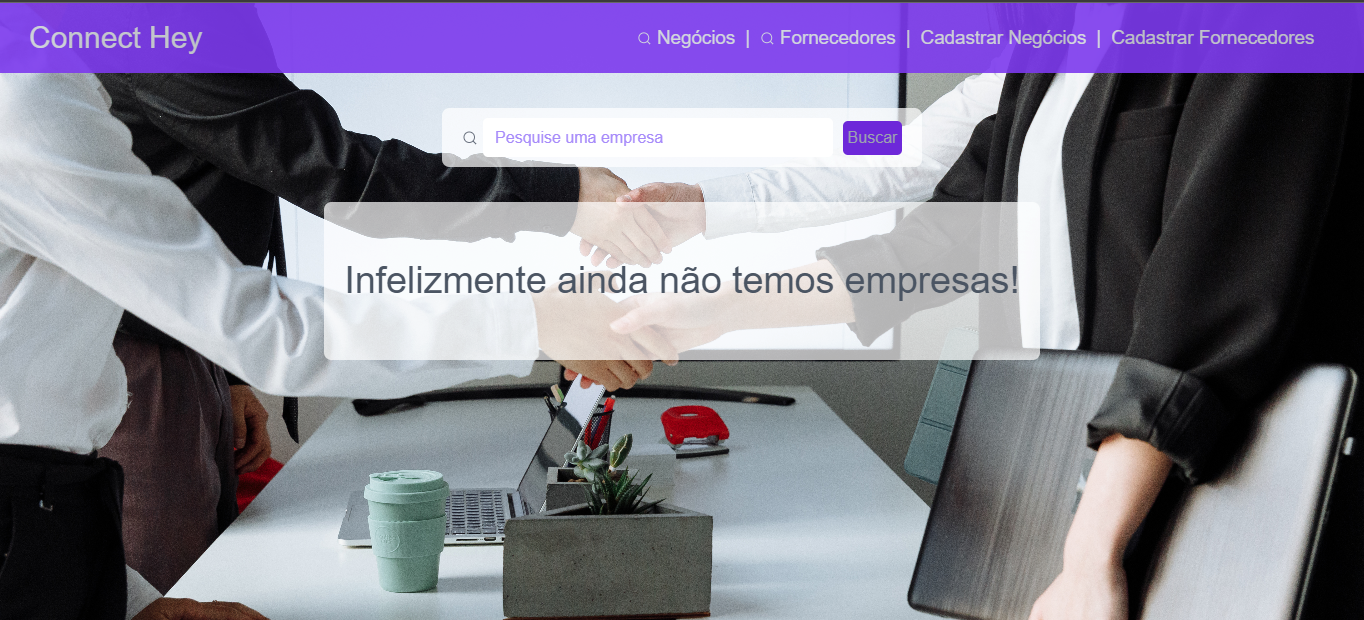 Connect Hey
Negócios | Fornecedores | Cadastrar Negócios | Cadastrar Fornecedores
Pesquise uma empresa
Buscar
Infelizmente ainda não temos empresas!